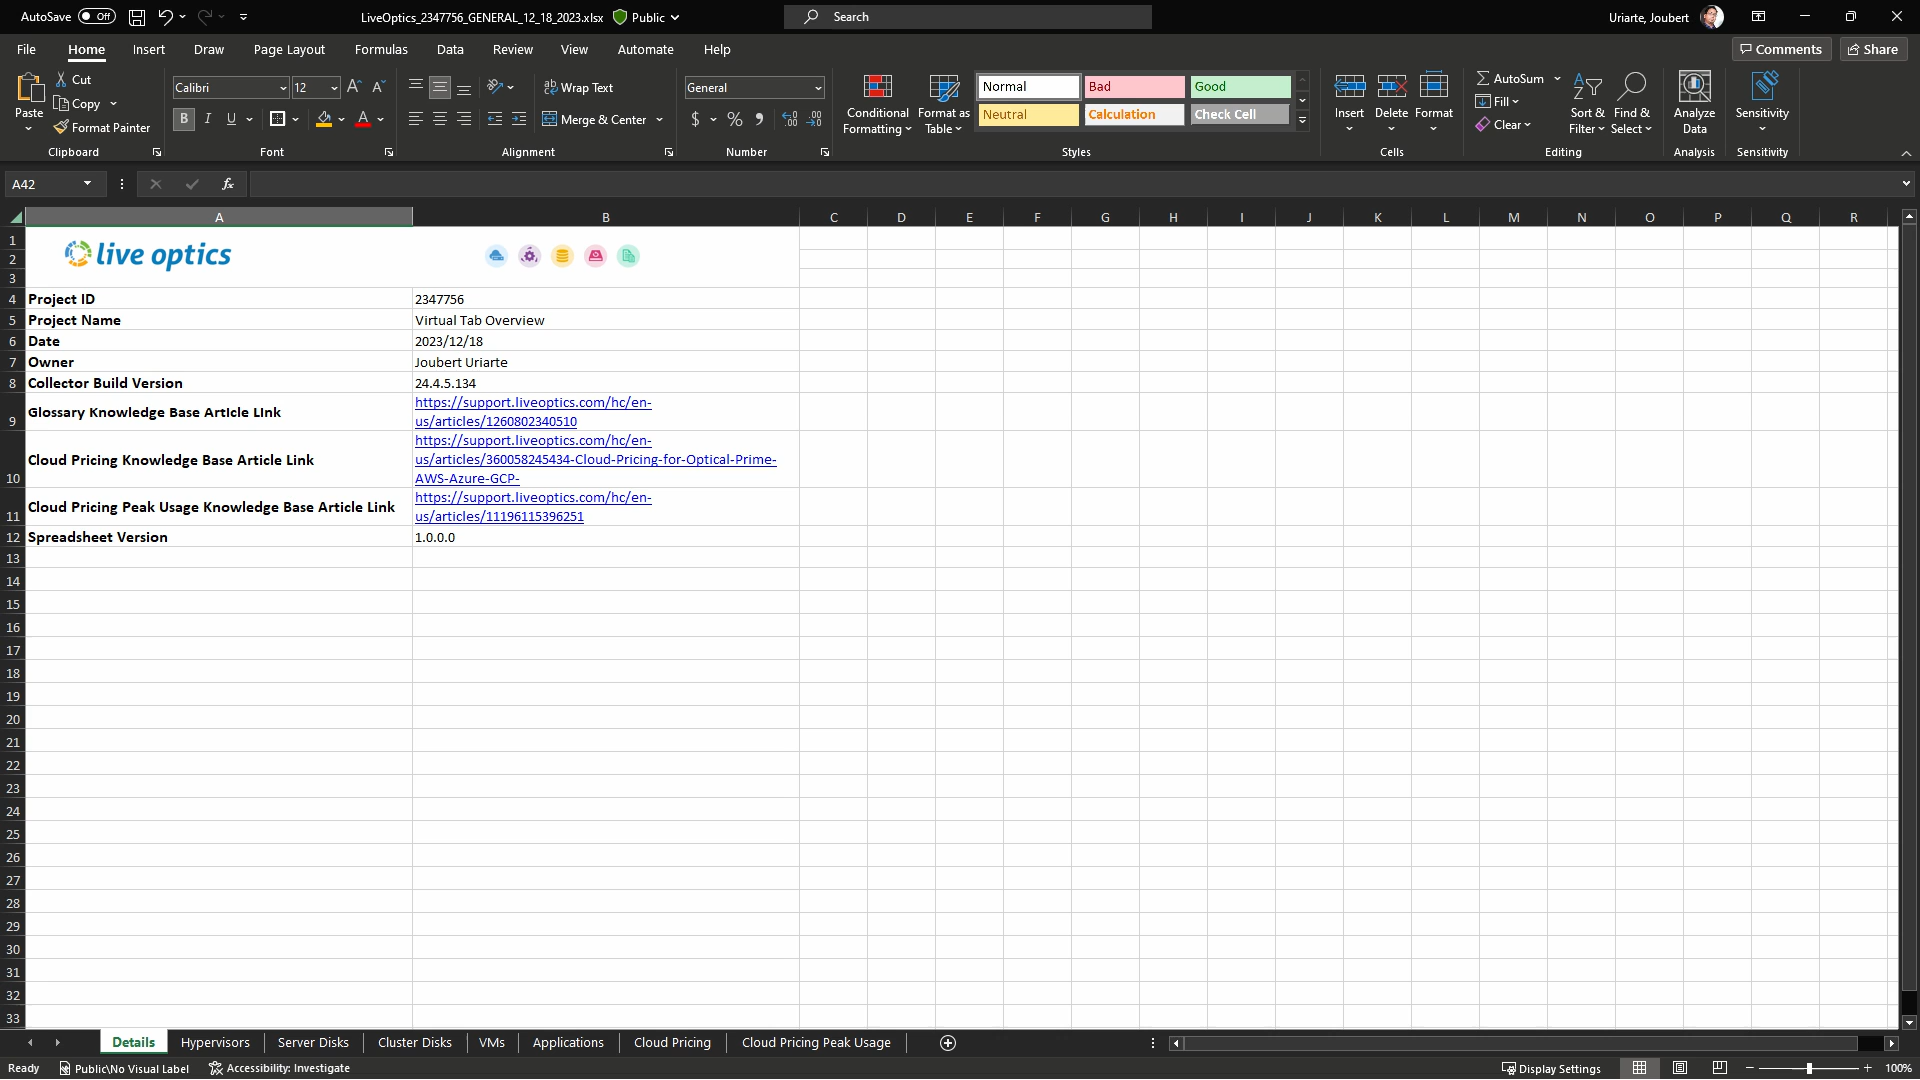 AutoSave Off LiveOptics_2347756_GENERAL_12_18_2023.xlsx Public Search Uriarte, Joubert
File Home Insert Draw Page Layout Formulas Data Review View Automate Help Comments Share
Paste
Cut
Copy
Format Painter
Clipboard
Calibri 12
B I U A
Font
Wrap Text
Merge & Center
Alignment
General
$ % 9
Number
Conditional Formatting
Format as Table
Normal Bad Good
Neutral Calculation Check Cell
Styles
Insert Delete Format
Cells
AutoSum
Fill
Clear
Sort & Filter
Find & Select
Editing
Analyze Data
Analysis
Sensitivity
Sensitivity
A42 fx
A B C D E F G H I J K L M N O P Q R
1
live optics
2
3
4 Project ID 2347756
5 Project Name Virtual Tab Overview
6 Date 2023/12/18
7 Owner Joubert Uriarte
8 Collector Build Version 24.4.5.134
9 Glossary Knowledge Base Article Link https://support.liveoptics.com/hc/en-
us/articles/1260802340510
10 Cloud Pricing Knowledge Base Article Link https://support.liveoptics.com/hc/en-
us/articles/360058245434-Cloud-Pricing-for-Optical-Prime-
AWS-Azure-GCP-
11 Cloud Pricing Peak Usage Knowledge Base Article Link https://support.liveoptics.com/hc/en-
us/articles/11196115396251
12 Spreadsheet Version 1.0.0.0
13
14
15
16
17
18
19
20
21
22
23
24
25
26
27
28
29
30
31
32
33
Details Hypervisors Server Disks Cluster Disks VMs Applications Cloud Pricing Cloud Pricing Peak Usage
Ready Public\No Visual Label Accessibility: Investigate Display Settings 100%